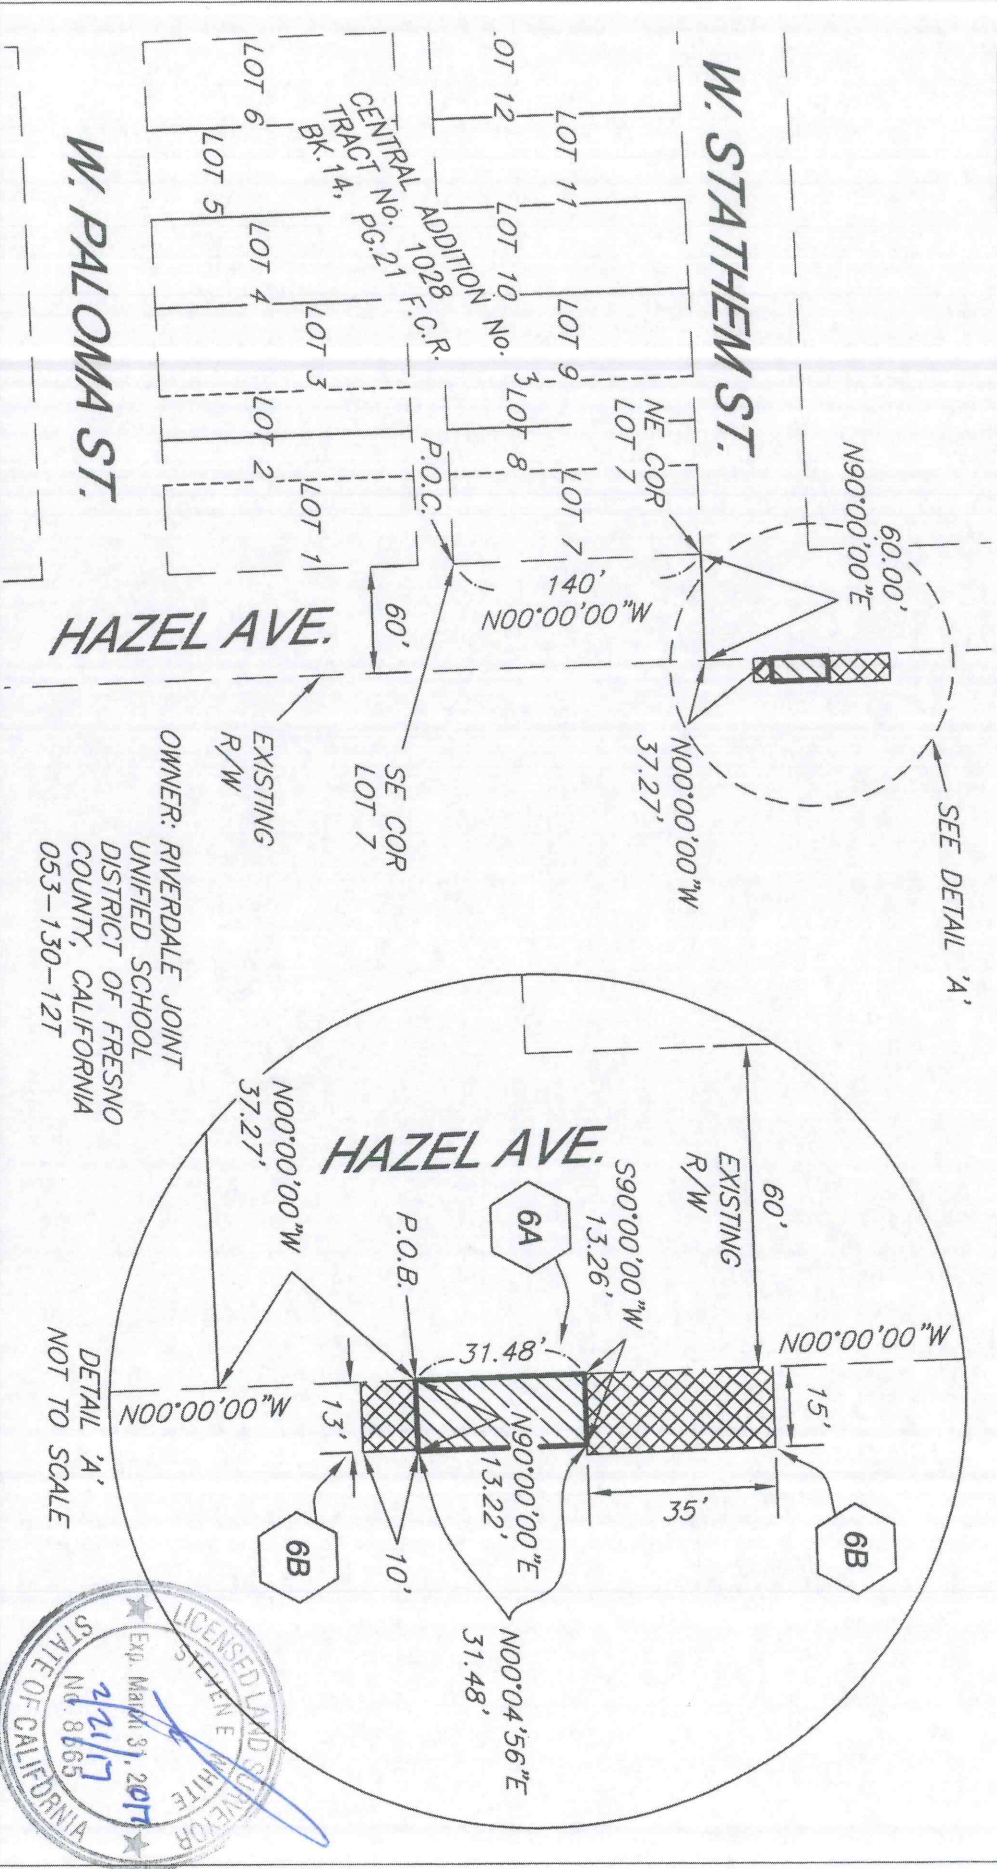 W. STATHEM ST.
N90°00'00"E
60.00'
SEE DETAIL 'A'
NE COR
LOT 7
N00°00'00"W
37.27'
OT 12
LOT 11
LOT 10
LOT 9
LOT 8
LOT 7
140'
N00°00'00"W
CENTRAL ADDITION No. 3
TRACT No. 1028
BK.14, PG.21 F.C.R.
P.O.C.
60'
SE COR
LOT 7
LOT 6
LOT 5
LOT 4
LOT 3
LOT 2
LOT 1
HAZEL AVE.
EXISTING
R/W
W. PALOMA ST.
OWNER: RIVERDALE JOINT
UNIFIED SCHOOL
DISTRICT OF FRESNO
COUNTY, CALIFORNIA
053-130-12T
60'
EXISTING
R/W
N00°00'00"W
15'
6B
35'
S90°00'00"W
13.26'
6A
HAZEL AVE.
31.48'
P.O.B.
N90°00'00"E
13.22'
N00°04'56"E
31.48'
N00°00'00"W
37.27'
N00°00'00"W
13'
10'
6B
DETAIL 'A'
NOT TO SCALE
LICENSED LAND SURVEYOR
STEVEN E WHITE
Exp. March 31, 2017
2/21/17
No. 8665
STATE OF CALIFORNIA